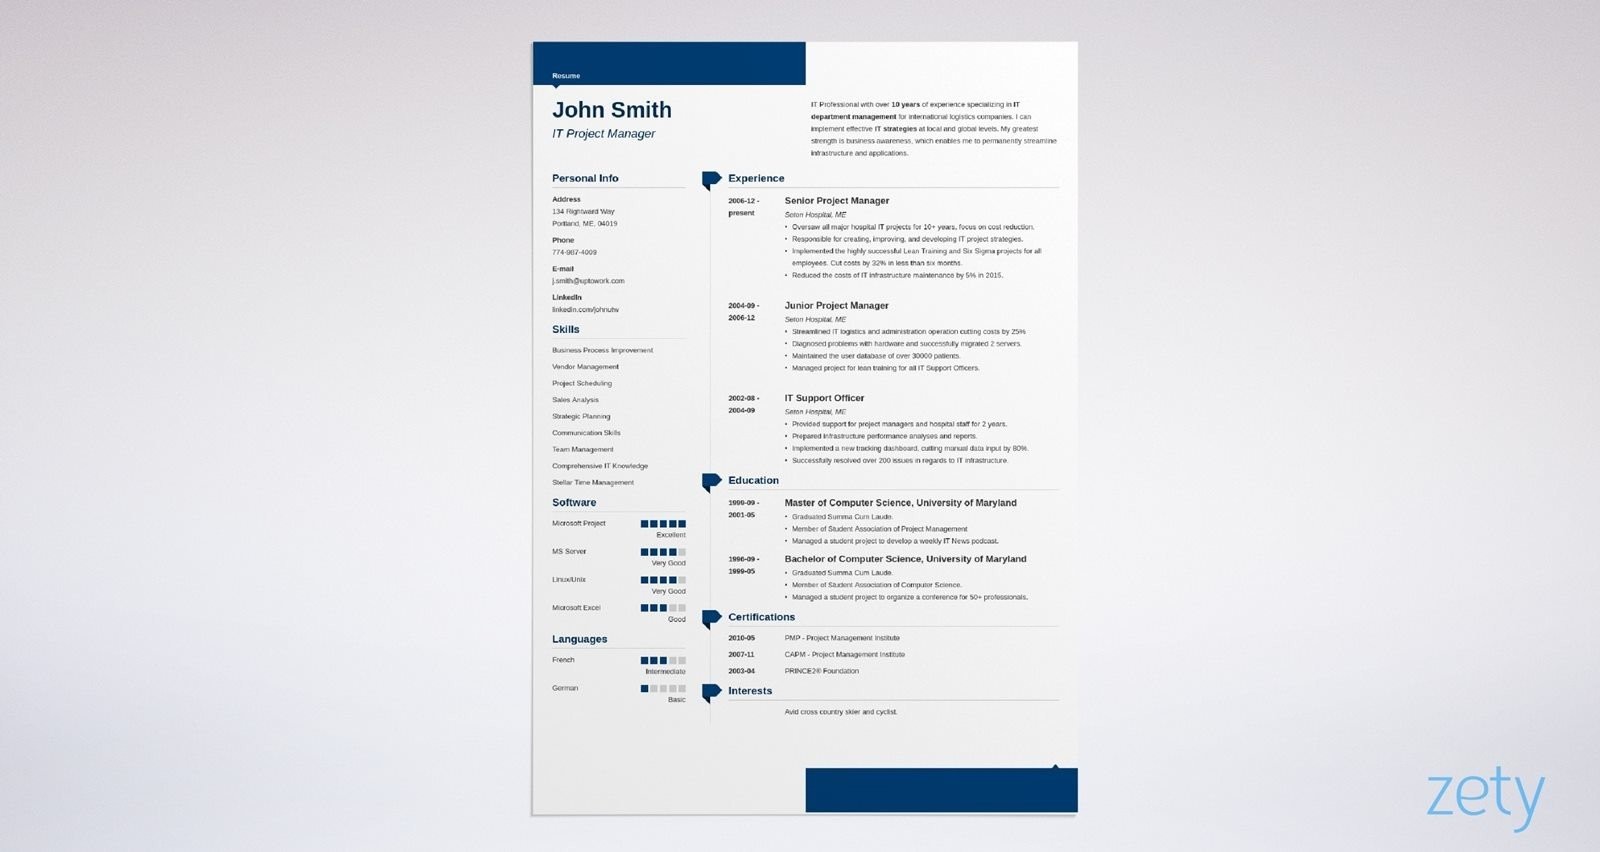 Resume
John Smith
IT Project Manager
IT Professional with over 10 years of experience specializing in IT
department management for international logistics companies. I can
implement effective IT strategies at local and global levels. My greatest
strength is business awareness, which enables me to permanently streamline
infrastructure and applications.
Personal Info
Address
134 Rightward Way
Portland, ME, 04019
Phone
774-987-4009
E-mail
j.smith@uptowork.com
LinkedIn
linkedin.com/johnutw
Skills
Business Process Improvement
Vendor Management
Project Scheduling
Sales Analysis
Strategic Planning
Communication Skills
Team Management
Comprehensive IT Knowledge
Stellar Time Management
Software
Microsoft Project
Excellent
MS Server
Very Good
Linux/Unix
Very Good
Microsoft Excel
Good
Languages
French
Intermediate
German
Basic
Experience
2006-12 -
present
Senior Project Manager
Seton Hospital, ME
• Oversaw all major hospital IT projects for 10+ years, focus on cost reduction.
• Responsible for creating, improving, and developing IT project strategies.
• Implemented the highly successful Lean Training and Six Sigma projects for all
employees. Cut costs by 32% in less than six months.
• Reduced the costs of IT infrastructure maintenance by 5% in 2015.
2004-09 -
2006-12
Junior Project Manager
Seton Hospital, ME
• Streamlined IT logistics and administration operation cutting costs by 25%
• Diagnosed problems with hardware and successfully migrated 2 servers.
• Maintained the user database of over 30000 patients.
• Managed project for lean training for all IT Support Officers.
2002-08 -
2004-09
IT Support Officer
Seton Hospital, ME
• Provided support for project managers and hospital staff for 2 years.
• Prepared infrastructure performance analyses and reports.
• Implemented a new tracking dashboard, cutting manual data input by 80%.
• Successfully resolved over 200 issues in regards to IT infrastructure.
Education
1999-09 -
2001-05
Master of Computer Science, University of Maryland
• Graduated Summa Cum Laude.
• Member of Student Association of Project Management
• Managed a student project to develop a weekly IT News podcast.
1996-09 -
1999-05
Bachelor of Computer Science, University of Maryland
• Graduated Summa Cum Laude.
• Member of Student Association of Computer Science.
• Managed a student project to organize a conference for 50+ professionals.
Certifications
2010-05 PMP - Project Management Institute
2007-11 CAPM - Project Management Institute
2003-04 PRINCE2® Foundation
Interests
Avid cross country skier and cyclist.
zety